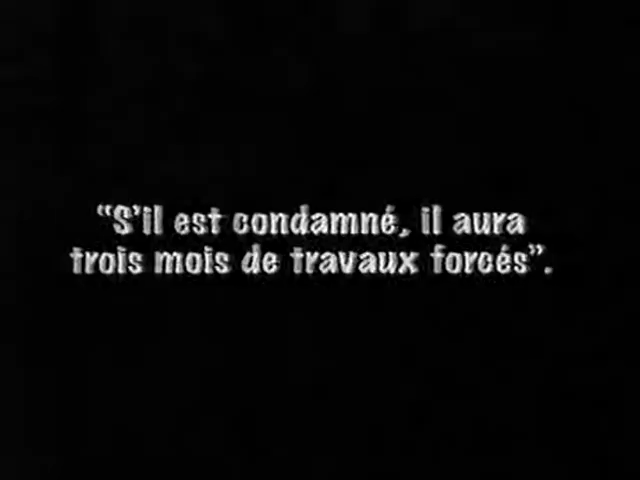 “S'il est condamné, il aura
trois mois de travaux forcés”.